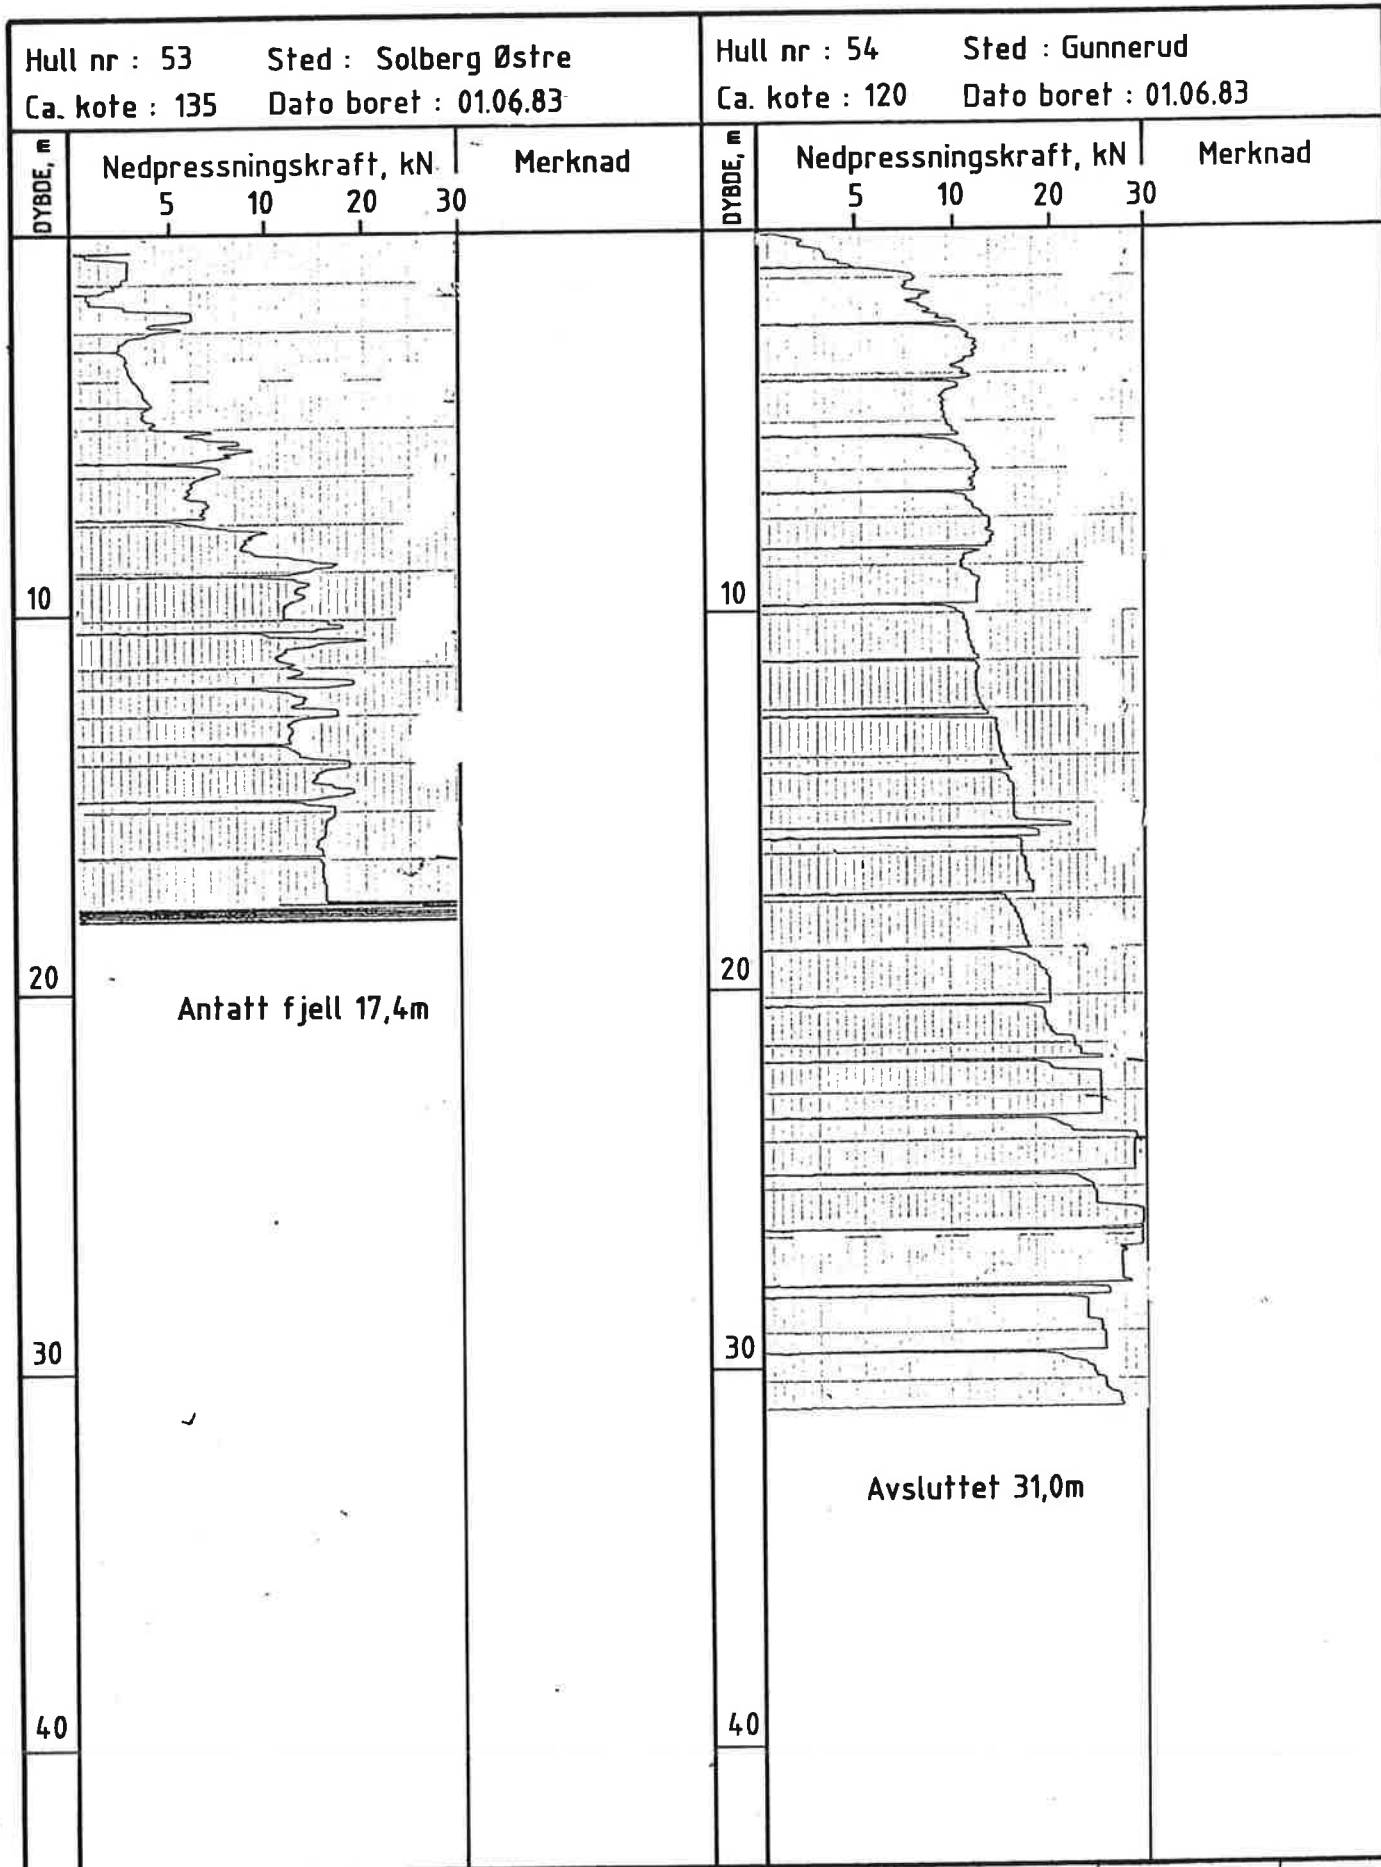 Hull nr : 53 Sted : Solberg Østre
Ca. kote : 135 Dato boret : 01.06.83
DYBDE, m
Nedpressningskraft, kN
Merknad
5 10 20 30
10
20
Antatt fjell 17,4m
30
40
Hull nr : 54 Sted : Gunnerud
Ca. kote : 120 Dato boret : 01.06.83
DYBDE, m
Nedpressningskraft, kN
Merknad
5 10 20 30
10
20
30
Avsluttet 31,0m
40